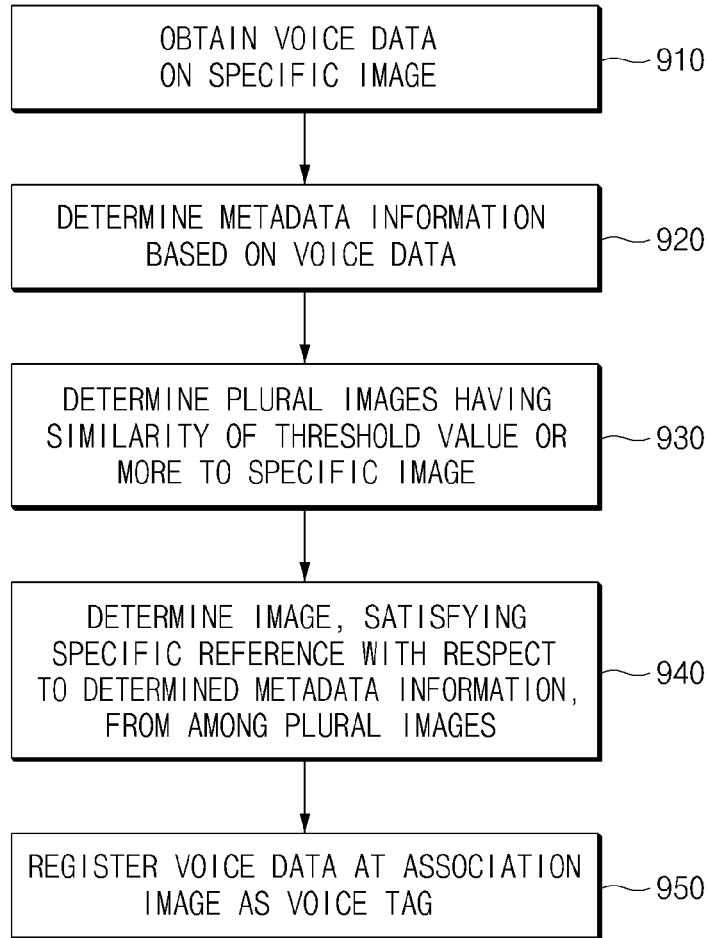 OBTAIN VOICE DATA
ON SPECIFIC IMAGE
910
DETERMINE METADATA INFORMATION
BASED ON VOICE DATA
920
DETERMINE PLURAL IMAGES HAVING
SIMILARITY OF THRESHOLD VALUE OR
MORE TO SPECIFIC IMAGE
930
DETERMINE IMAGE, SATISFYING
SPECIFIC REFERENCE WITH RESPECT
TO DETERMINED METADATA INFORMATION,
FROM AMONG PLURAL IMAGES
940
REGISTER VOICE DATA AT ASSOCIATION
IMAGE AS VOICE TAG
950